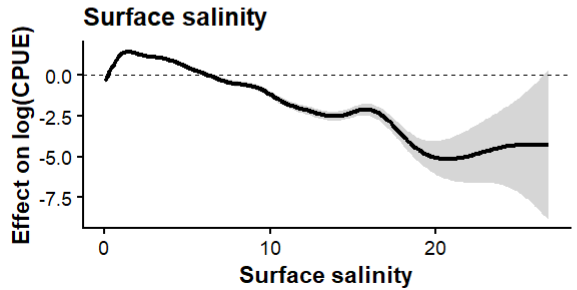 Surface salinity
Effect on log(CPUE)
0.0
-2.5
-5.0
-7.5
0 10 20
Surface salinity